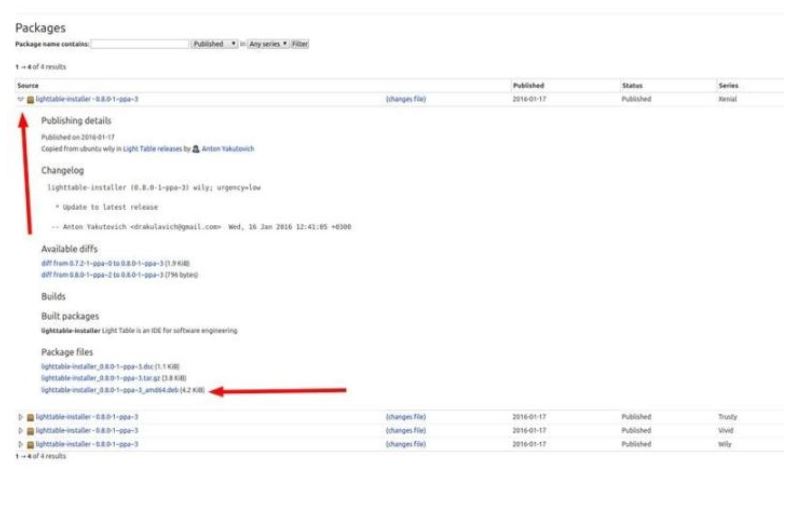 Packages
Package name contains: Published in Any series Filter
1 → 4 of 4 results
Source Published Status Series
lighttable-installer - 0.8.0-1~ppa~3 (changes file) 2016-01-17 Published Xenial
Publishing details
Published on 2016-01-17
Copied from ubuntu wily in Light Table releases by Anton Yakutovich
Changelog
lighttable-installer (0.8.0-1~ppa~3) wily; urgency=low
* Update to latest release
-- Anton Yakutovich <drakulavich@gmail.com> Wed, 16 Jan 2016 12:41:05 +0300
Available diffs
diff from 0.7.2-1~ppa~0 to 0.8.0-1~ppa~3 (1.9 KiB)
diff from 0.8.0-1~ppa~2 to 0.8.0-1~ppa~3 (796 bytes)
Builds
Built packages
lighttable-installer Light Table is an IDE for software engineering
Package files
lighttable-installer_0.8.0-1~ppa~3.dsc (1.1 KiB)
lighttable-installer_0.8.0-1~ppa~3.tar.gz (3.8 KiB)
lighttable-installer_0.8.0-1~ppa~3_amd64.deb (4.2 KiB)
lighttable-installer - 0.8.0-1~ppa~3 (changes file) 2016-01-17 Published Trusty
lighttable-installer - 0.8.0-1~ppa~3 (changes file) 2016-01-17 Published Vivid
lighttable-installer - 0.8.0-1~ppa~3 (changes file) 2016-01-17 Published Wily
1 → 4 of 4 results